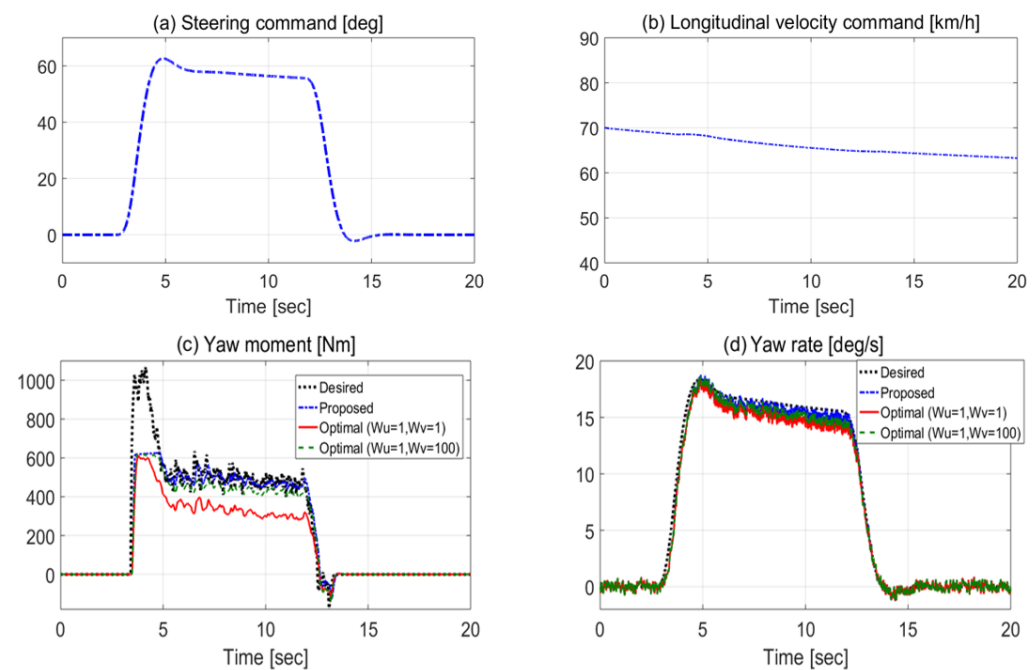 (a) Steering command [deg]
60
40
20
0
0 5 10 15 20
Time [sec]
(b) Longitudinal velocity command [km/h]
90
80
70
60
50
40
0 5 10 15 20
Time [sec]
(c) Yaw moment [Nm]
1000
800
600
400
200
0
Desired
Proposed
Optimal (Wu=1,Wv=1)
Optimal (Wu=1,Wv=100)
0 5 10 15 20
Time [sec]
(d) Yaw rate [deg/s]
20
15
10
5
0
Desired
Proposed
Optimal (Wu=1,Wv=1)
Optimal (Wu=1,Wv=100)
0 5 10 15 20
Time [sec]